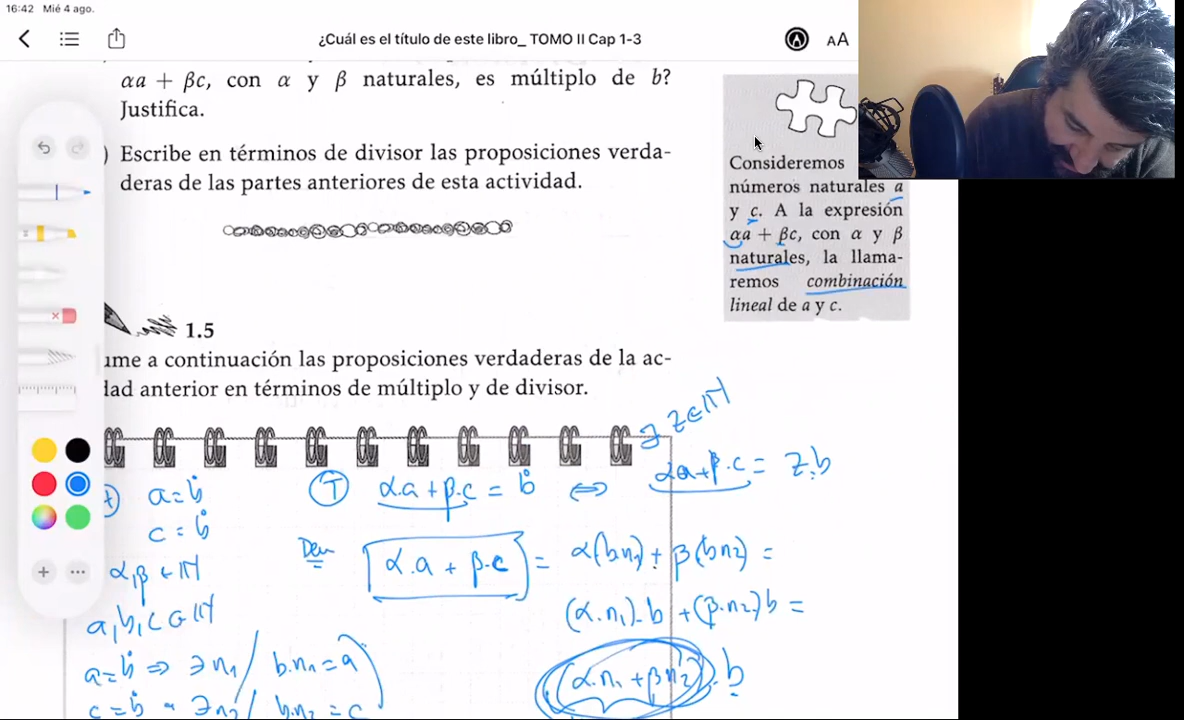 16:42 Mié 4 ago.
¿Cuál es el título de este libro_ TOMO II Cap 1-3
AA
αa + βc, con α y β naturales, es múltiplo de b?
Justifica.
) Escribe en términos de divisor las proposiciones verda-
deras de las partes anteriores de esta actividad.
Consideremos
números naturales a
y c. A la expresión
αa + βc, con α y β
naturales, la llama-
remos combinación
lineal de a y c.
1.5
ume a continuación las proposiciones verdaderas de la ac-
dad anterior en términos de múltiplo y de divisor.
∃ z∈ℕ
a = ḃ
c = ḃ
α,β ∈ ℕ
a,b,c ∈ ℕ
a = ḃ ⇒ ∃ n₁ / b.n₁ = a
c = ḃ ⇒ ∃ n₂ / b.n₂ = c
T α.a + β.c = ḃ ⇔ αa + β.c = z.b
Dem α.a + β.c = α(bn₁) + β(bn₂) =
(α.n₁).b + (β.n₂)b =
(α.n₁ + βn₂).b